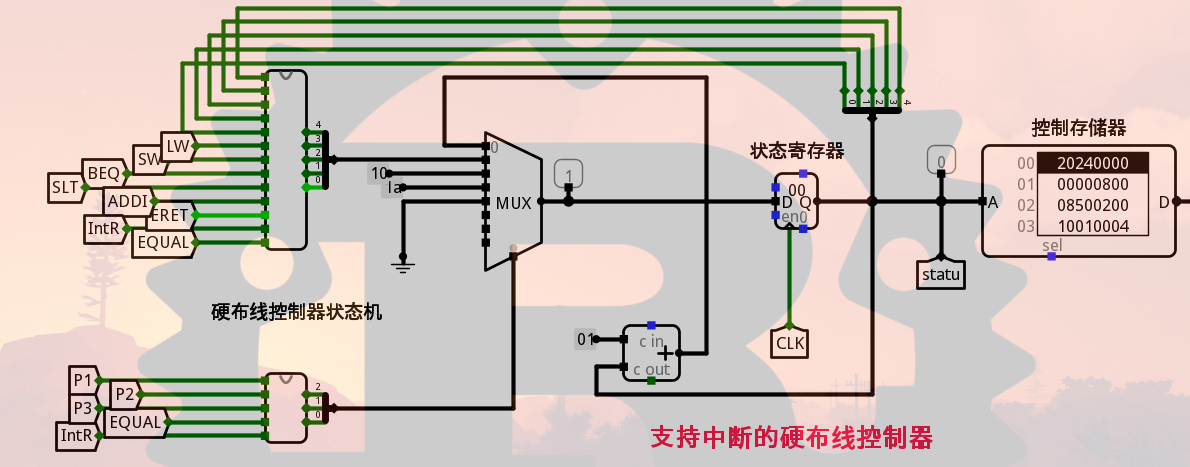 0 1 2 3 4
控制存储器
00 20240000
01 00000800
02 08500200
03 10010004
A D
sel
状态寄存器
00
D Q
en0
0
statu
CLK
4
3
2
1
0
LW
SW
BEQ
SLT
ADDI
ERET
IntR
EQUAL
0
10
1a
MUX
0
1
硬布线控制器状态机
01
c in
+
c out
P1
P2
P3
EQUAL
IntR
2
1
0
支持中断的硬布线控制器